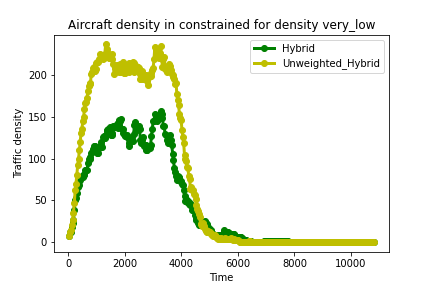 Aircraft density in constrained for density very_low
Hybrid
Unweighted_Hybrid
Traffic density
200
150
100
50
0
0 2000 4000 6000 8000 10000
Time